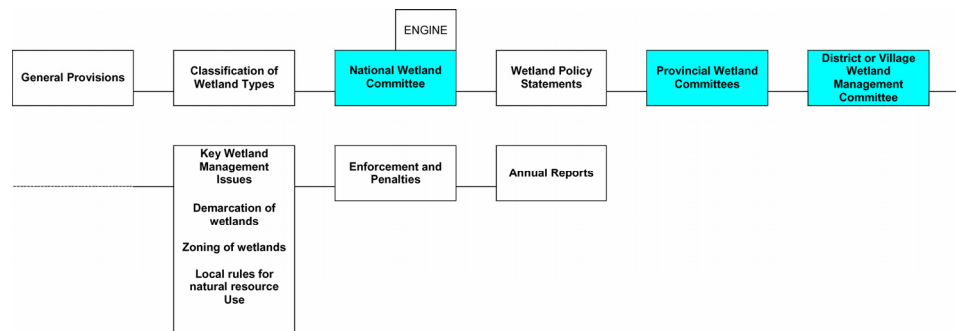 ENGINE
General Provisions
Classification of
Wetland Types
National Wetland
Committee
Wetland Policy
Statements
Provincial Wetland
Committees
District or Village
Wetland
Management
Committee
Key Wetland
Management
Issues
Demarcation of
wetlands
Zoning of wetlands
Local rules for
natural resource
Use
Enforcement and
Penalties
Annual Reports